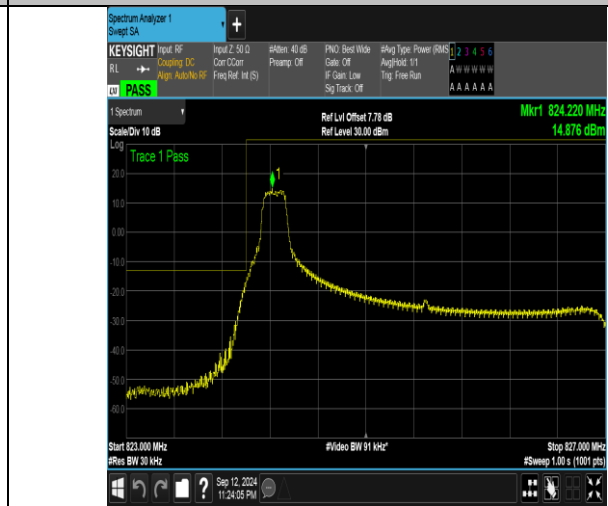 Spectrum Analyzer 1
Swept SA
+
KEYSIGHT Input: RF Input Z: 50 Ω #Atten: 40 dB PNO: Best Wide #Avg Type: Power (RMS 1 2 3 4 5 6
RL Coupling: DC Corr CCorr Preamp: Off Gate: Off Avg|Hold: 1/1 A W W W W W
Align: Auto/No RF Freq Ref: Int (S) IF Gain: Low Trig: Free Run
PASS Sig Track: Off A A A A A A
1 Spectrum Ref Lvl Offset 7.78 dB Mkr1 824.220 MHz
Scale/Div 10 dB Ref Level 30.00 dBm 14.876 dBm
Log
Trace 1 Pass
20.0
1
10.0
0.00
-10.0
-20.0
-30.0
-40.0
-50.0
-60.0
Start 823.000 MHz #Video BW 91 kHz* Stop 827.000 MHz
#Res BW 30 kHz #Sweep 1.00 s (1001 pts)
? Sep 12, 2024
11:24:05 PM